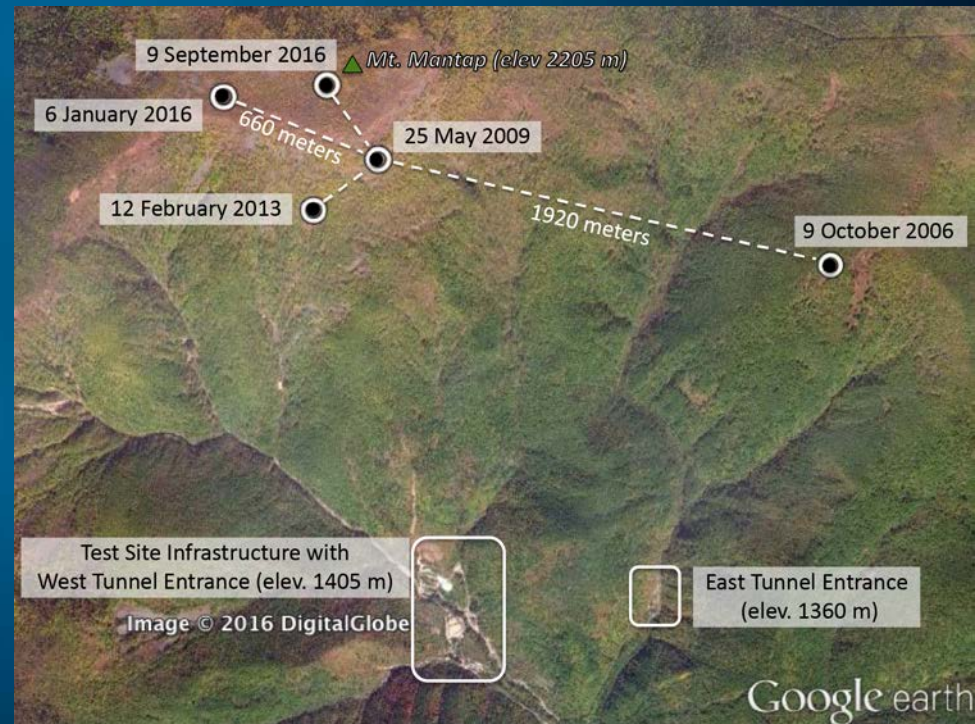 9 September 2016
Mt. Mantap (elev 2205 m)
6 January 2016
660 meters
25 May 2009
12 February 2013
1920 meters
9 October 2006
Test Site Infrastructure with
West Tunnel Entrance (elev. 1405 m)
East Tunnel Entrance
(elev. 1360 m)
Image © 2016 DigitalGlobe
Google earth